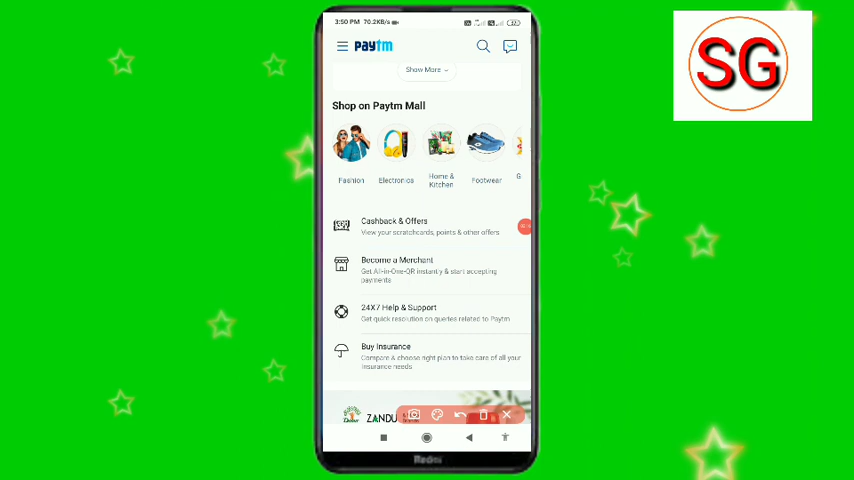 3:50 PM 70.2KB/s
SG
paytm
Show More
Shop on Paytm Mall
Fashion
Electronics
Home &
Kitchen
Footwear
G
Cashback & Offers
View your scratchcards, points & other offers
Become a Merchant
Get All-in-One-QR instantly & start accepting
payments
24X7 Help & Support
Get quick resolution on queries related to Paytm
Buy Insurance
Compare & choose right plan to take care of all your
insurance needs
ZANDU
Redmi